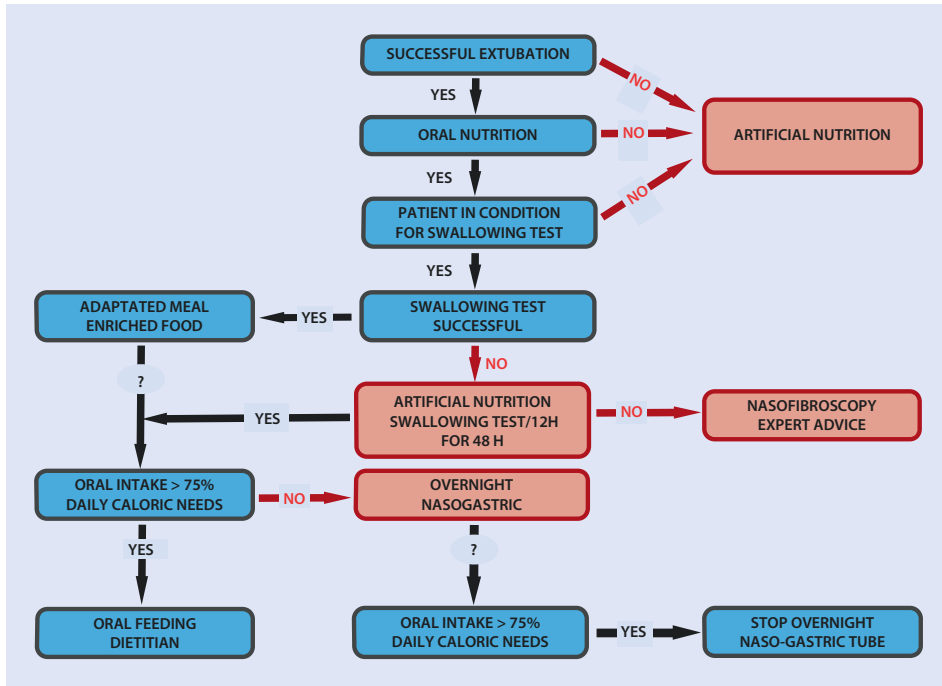 SUCCESSFUL EXTUBATION
NO
YES
ORAL NUTRITION
NO
ARTIFICIAL NUTRITION
YES
NO
PATIENT IN CONDITION
FOR SWALLOWING TEST
YES
ADAPTATED MEAL
ENRICHED FOOD
YES
SWALLOWING TEST
SUCCESSFUL
NO
?
YES
ARTIFICIAL NUTRITION
SWALLOWING TEST/12H
FOR 48 H
NO
NASOFIBROSCOPY
EXPERT ADVICE
ORAL INTAKE > 75%
DAILY CALORIC NEEDS
NO
OVERNIGHT
NASOGASTRIC
YES
?
ORAL FEEDING
DIETITIAN
ORAL INTAKE > 75%
DAILY CALORIC NEEDS
YES
STOP OVERNIGHT
NASO-GASTRIC TUBE